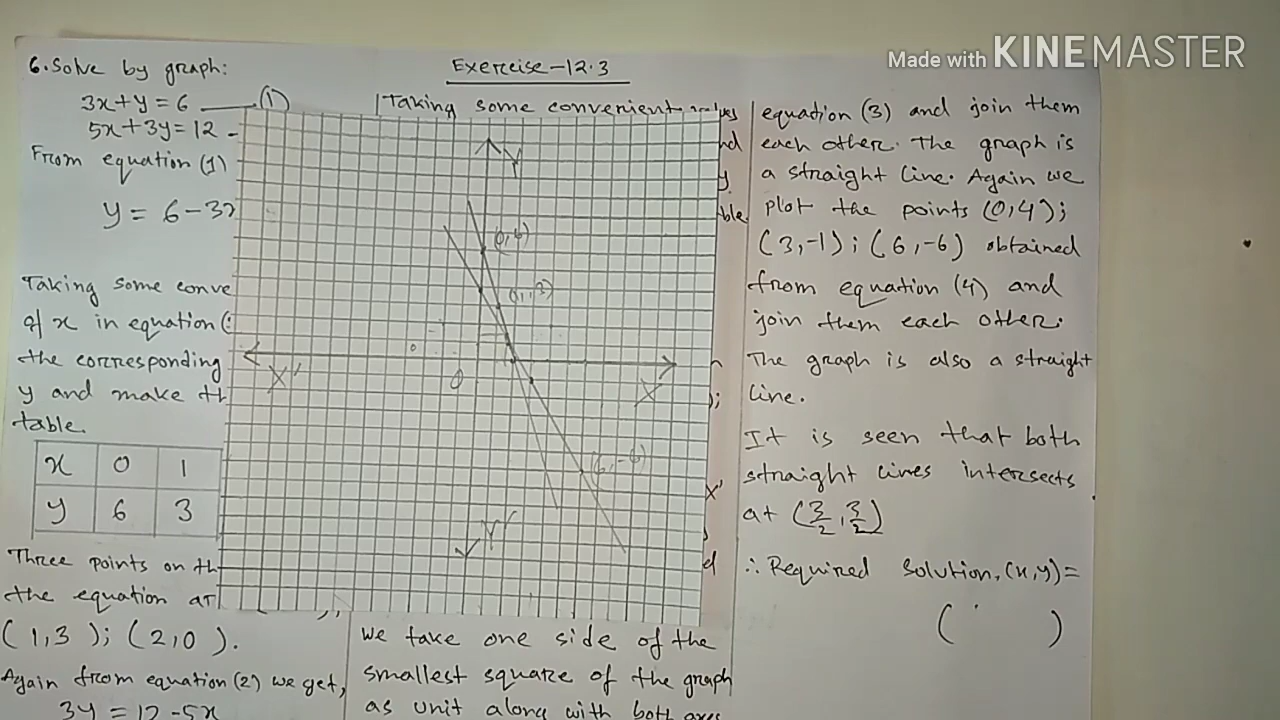 Made with KINEMASTER
Exercise-12.3
6. Solve by graph:
3x+y=6 (1)
5x+3y=12 -
From equation (1)
y = 6-3x
Taking some conve
of x in equation
the corresponding
y and make th
table.
x 0 1
y 6 3
Three points on th
the equation ar
(1,3); (2,0).
Again from equation (2) we get,
3y = 12-5x
Taking some convenient
Y
(0,6)
(1,3)
X' O X
(6,-6)
Y'
we take one side of the
smallest square of the graph
as unit along with both axes
equation (3) and join them
each other. The graph is
a straight line. Again we
plot the points (0,4);
(3,-1); (6,-6) obtained
from equation (4) and
join them each other.
The graph is also a straight
line.
It is seen that both
straight lines intersects
at (3/2, 3/2)
∴ Required Solution, (x,y)=
( )